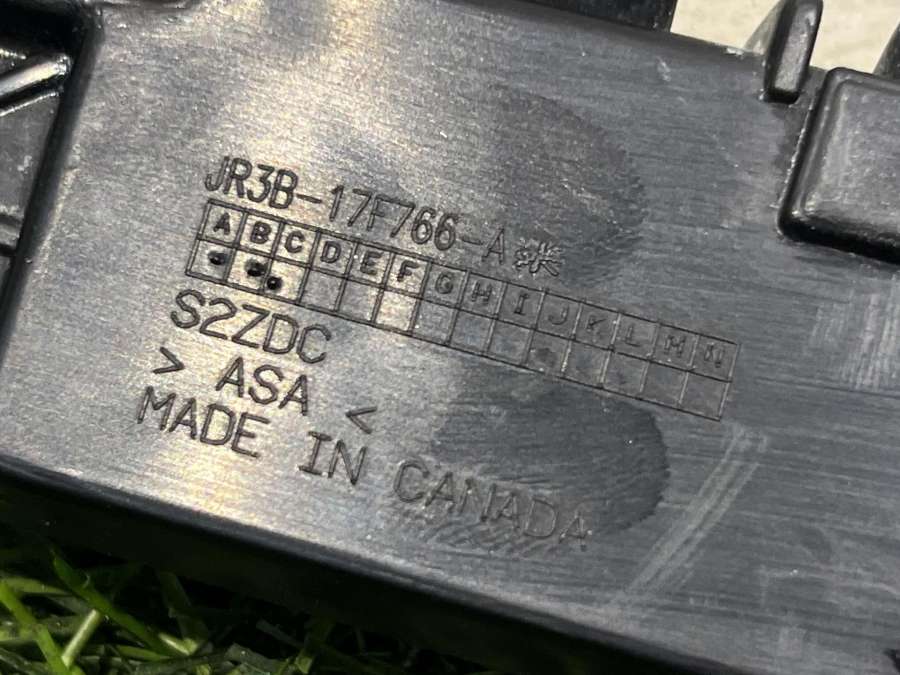 JR3B-17F766-A*
A B C D E F G H I J K L M N
S2ZDC
> ASA <
MADE IN CANADA